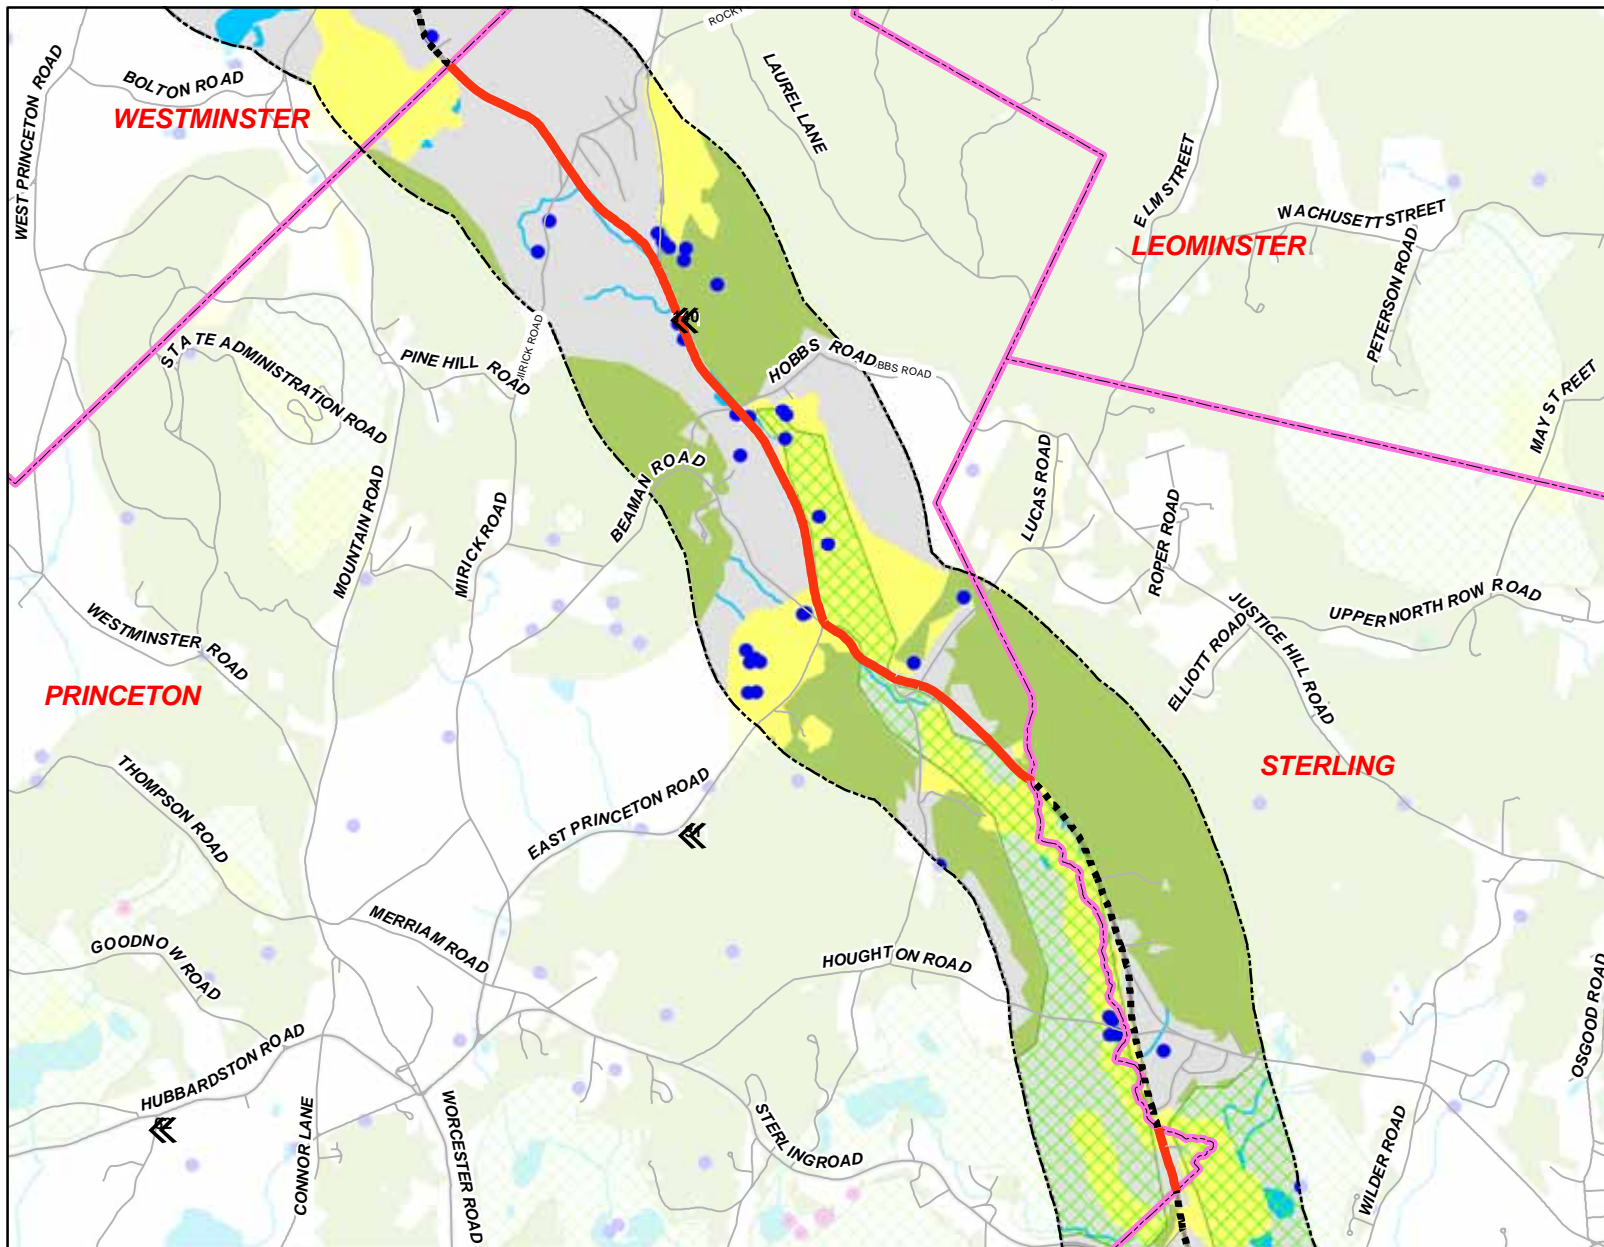 ROCKY
WEST PRINCETON ROAD
BOLTON ROAD
WESTMINSTER
LAUREL LANE
ELM STREET
WACHUSETT STREET
LEOMINSTER
PETERSON ROAD
STATE ADMINISTRATION ROAD
PINE HILL ROAD
MIRICK ROAD
HOBBS ROAD
BBS ROAD
MAY STREET
BEAMAN ROAD
LUCAS ROAD
MOUNTAIN ROAD
MIRICK ROAD
ROPER ROAD
WESTMINSTER ROAD
JUSTICE HILL ROAD
UPPER NORTH ROW ROAD
ELLIOTT ROAD
PRINCETON
STERLING
THOMPSON ROAD
EAST PRINCETON ROAD
31
MERRIAM ROAD
GOODNOW ROAD
HOUGHTON ROAD
OSGOOD ROAD
HUBBARDSTON ROAD
62
CONNOR LANE
WORCESTER ROAD
STERLING ROAD
WILDER ROAD